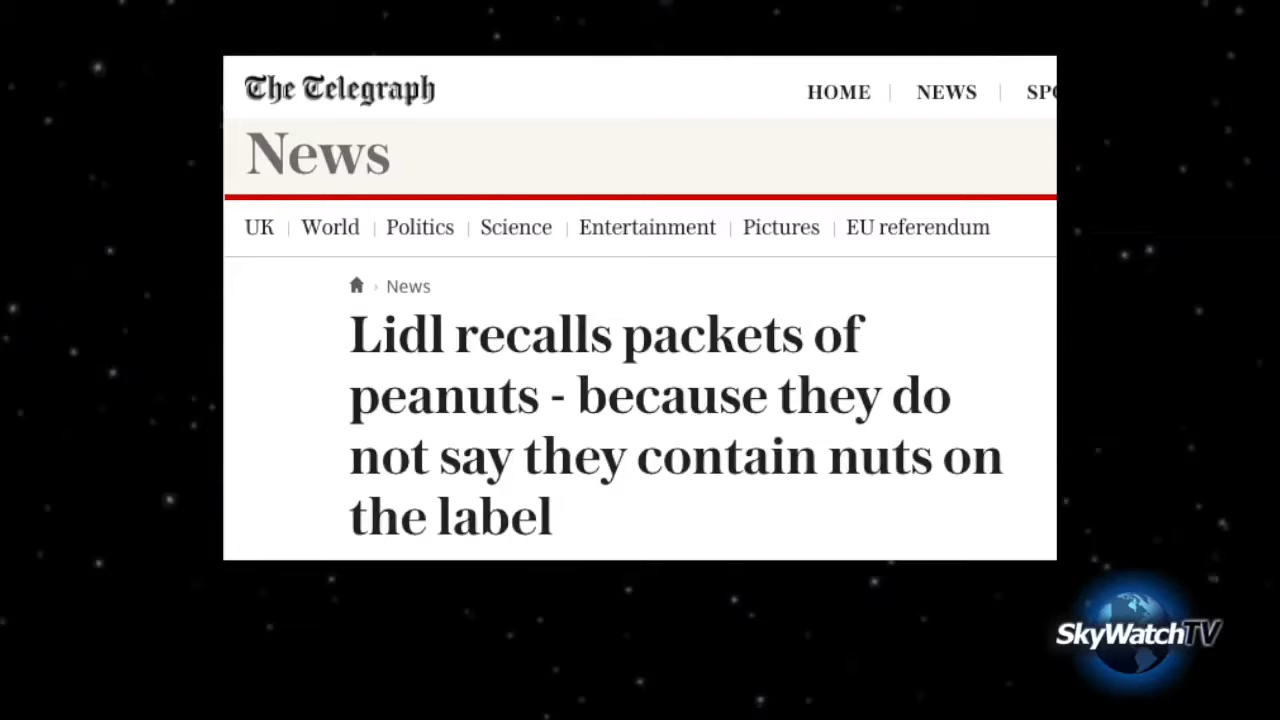 The Telegraph
HOME | NEWS | SPO
News
UK | World | Politics | Science | Entertainment | Pictures | EU referendum
› News
Lidl recalls packets of
peanuts - because they do
not say they contain nuts on
the label
SkyWatchTV